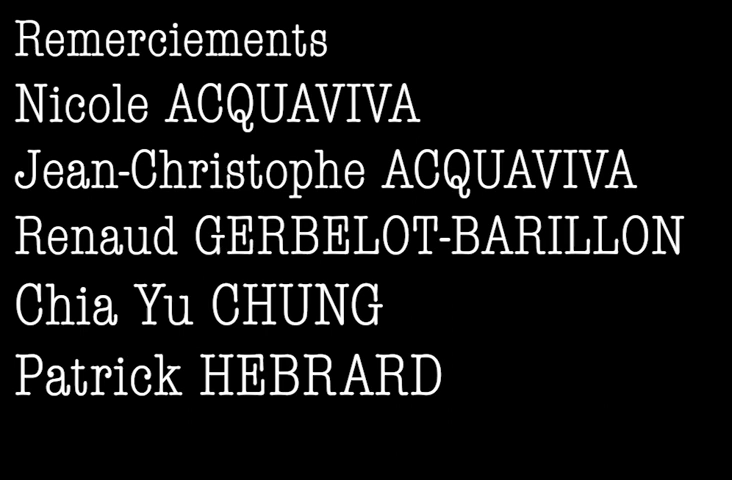 Remerciements
Nicole ACQUAVIVA
Jean-Christophe ACQUAVIVA
Renaud GERBELOT-BARILLON
Chia Yu CHUNG
Patrick HEBRARD